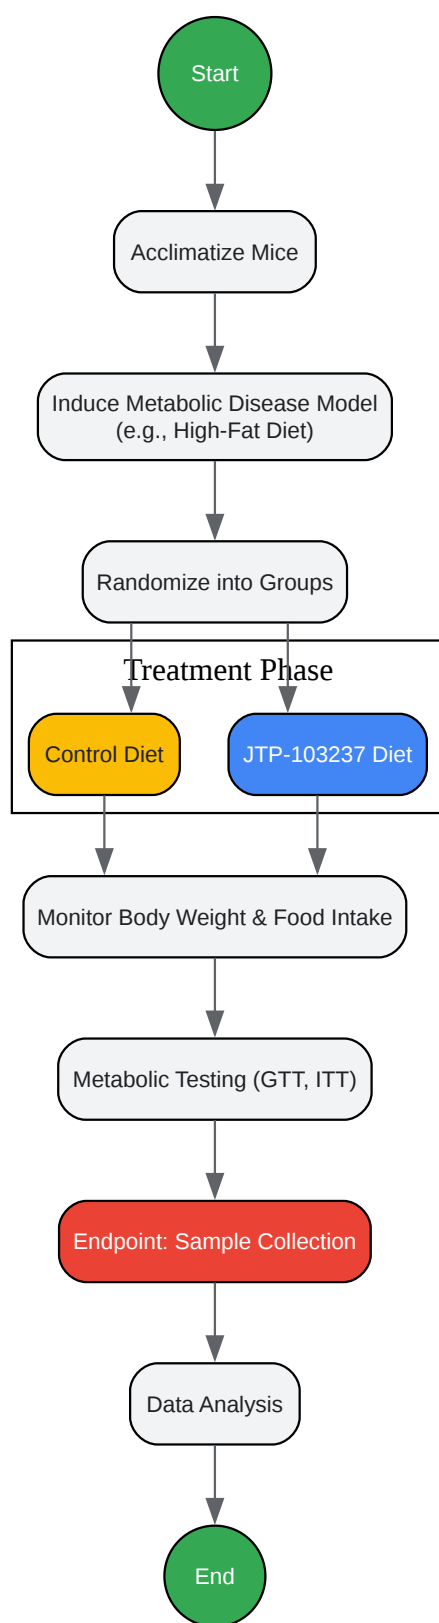 Start
Acclimatize Mice
Induce Metabolic Disease Model
(e.g., High-Fat Diet)
Randomize into Groups
Treatment Phase
Control Diet
JTP-103237 Diet
Monitor Body Weight & Food Intake
Metabolic Testing (GTT, ITT)
Endpoint: Sample Collection
Data Analysis
End